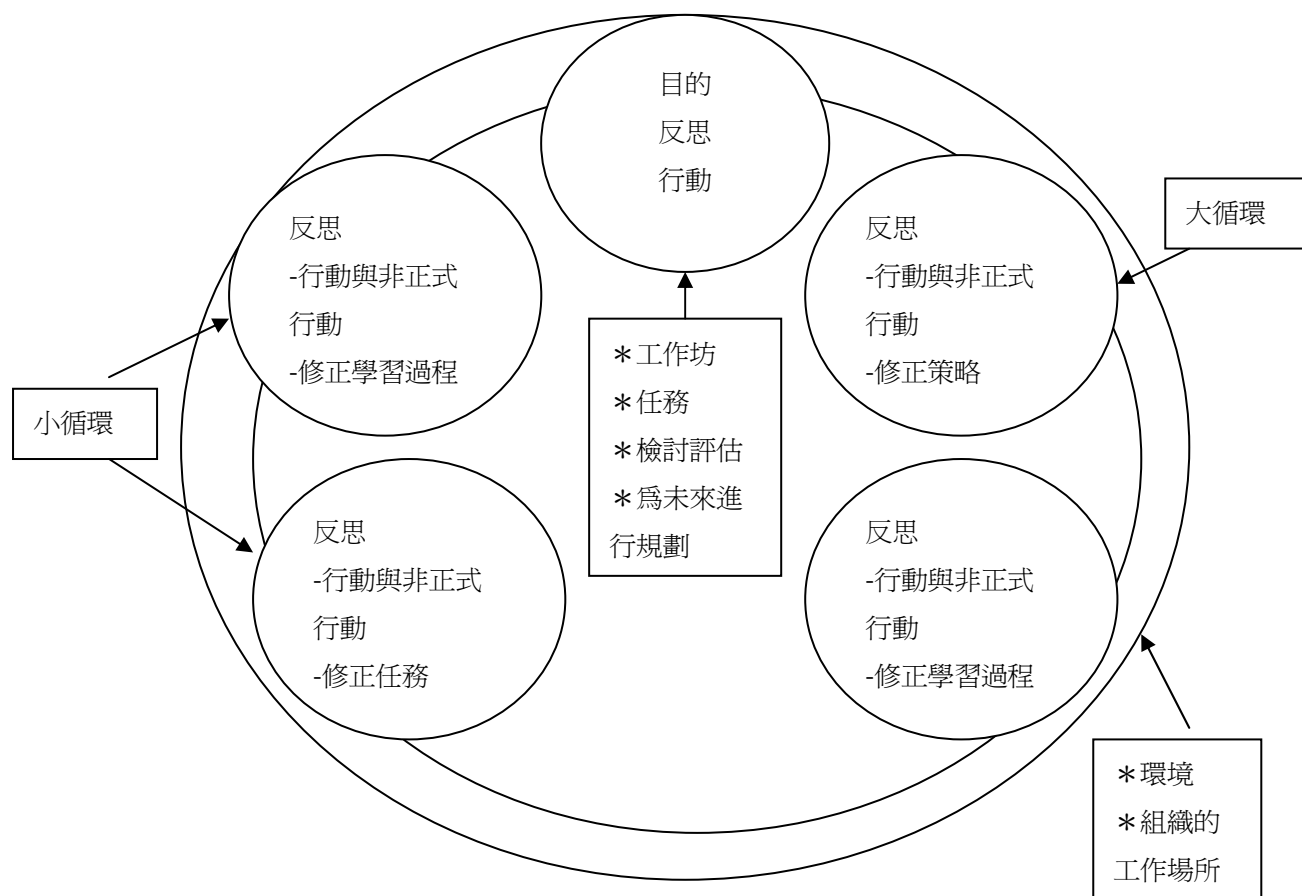 目的
反思
行動
反思
-行動與非正式
行動
-修正學習過程
反思
-行動與非正式
行動
-修正策略
大循環
小循環
＊工作坊
＊任務
＊檢討評估
＊為未來進
行規劃
反思
-行動與非正式
行動
-修正任務
反思
-行動與非正式
行動
-修正學習過程
＊環境
＊組織的
工作場所